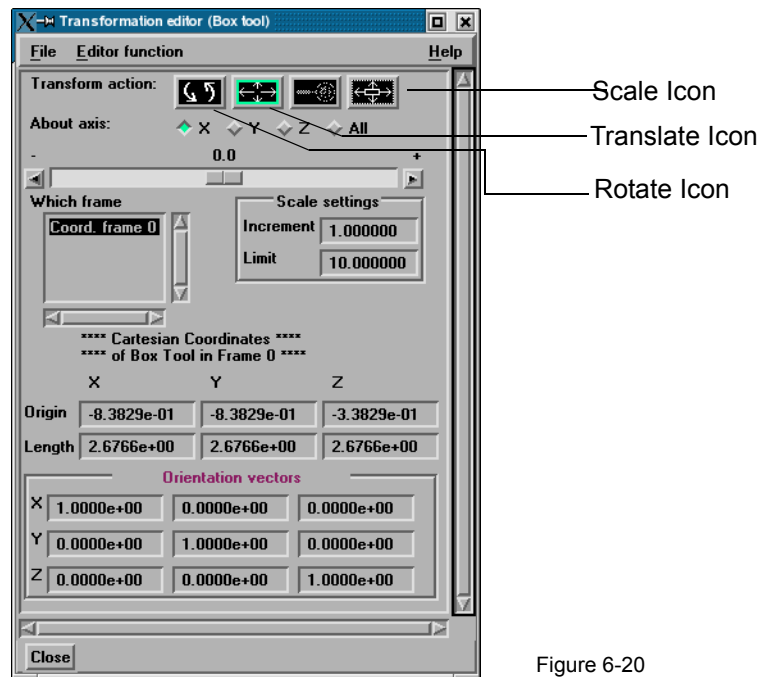 Transformation editor (Box tool)
File Editor function Help
Transform action:
Scale Icon
About axis: X Y Z All
Translate Icon
- 0.0 +
Rotate Icon
Which frame
Scale settings
Coord. frame 0
Increment 1.000000
Limit 10.000000
**** Cartesian Coordinates ****
**** of Box Tool in Frame 0 ****
X Y Z
Origin -8.3829e-01 -8.3829e-01 -3.3829e-01
Length 2.6766e+00 2.6766e+00 2.6766e+00
Orientation vectors
X 1.0000e+00 0.0000e+00 0.0000e+00
Y 0.0000e+00 1.0000e+00 0.0000e+00
Z 0.0000e+00 0.0000e+00 1.0000e+00
Close
Figure 6-20